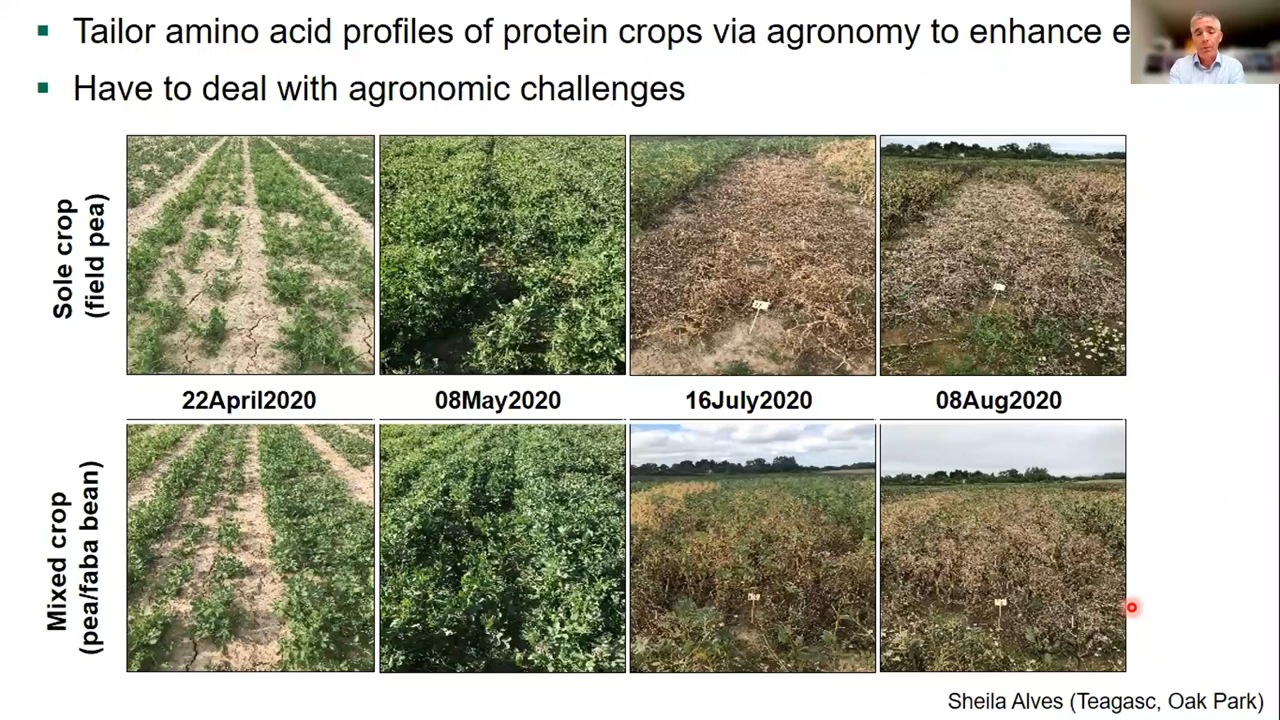 Tailor amino acid profiles of protein crops via agronomy to enhance e
Have to deal with agronomic challenges
Sole crop
(field pea)
22April2020
08May2020
16July2020
08Aug2020
Mixed crop
(pea/faba bean)
Sheila Alves (Teagasc, Oak Park)